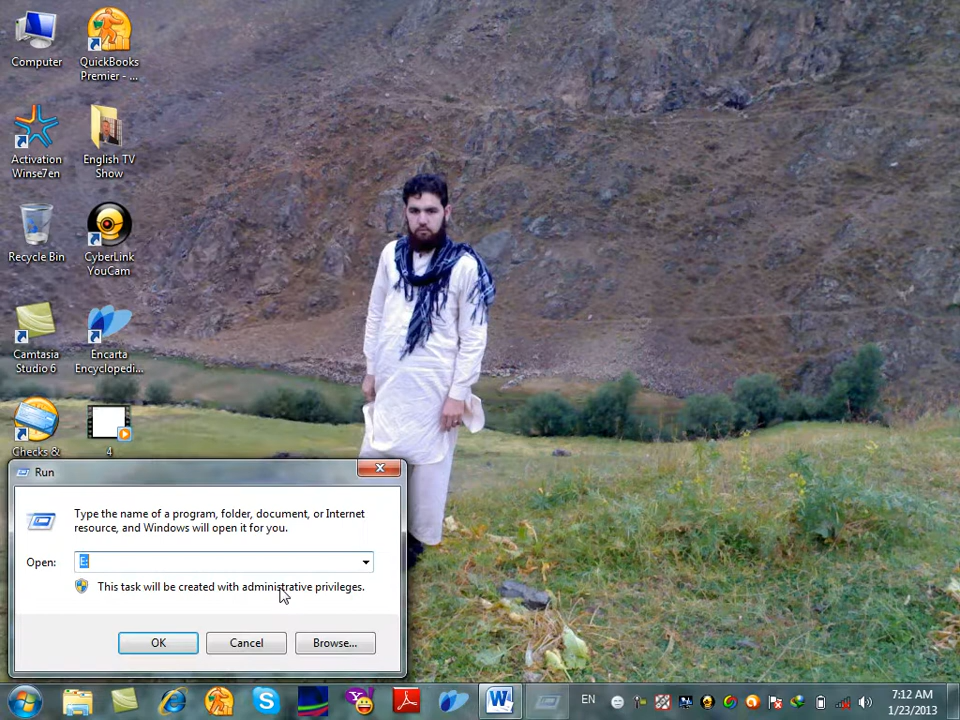 Computer
QuickBooks
Premier - ...
Activation
Winse7en
English TV
Show
Recycle Bin
CyberLink
YouCam
Camtasia
Studio 6
Encarta
Encyclopedi...
Checks &
4
Run
Type the name of a program, folder, document, or Internet
resource, and Windows will open it for you.
Open:
This task will be created with administrative privileges.
OK
Cancel
Browse...
EN
7:12 AM
1/23/2013